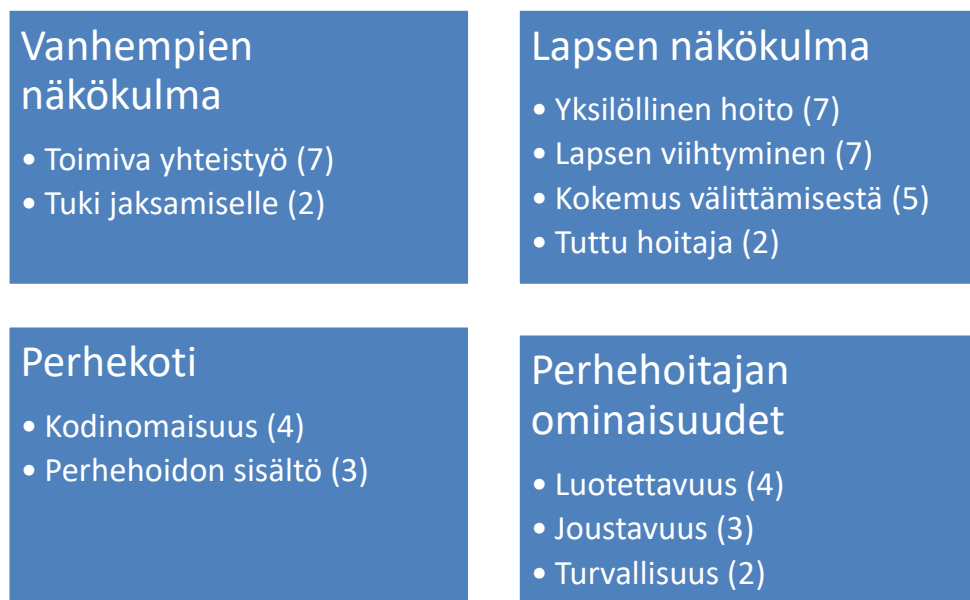 Vanhempien
näkökulma
• Toimiva yhteistyö (7)
• Tuki jaksamiselle (2)
Lapsen näkökulma
• Yksilöllinen hoito (7)
• Lapsen viihtyminen (7)
• Kokemus välittämisestä (5)
• Tuttu hoitaja (2)
Perhekoti
• Kodinomaisuus (4)
• Perhehoidon sisältö (3)
Perhehoitajan
ominaisuudet
• Luotettavuus (4)
• Joustavuus (3)
• Turvallisuus (2)